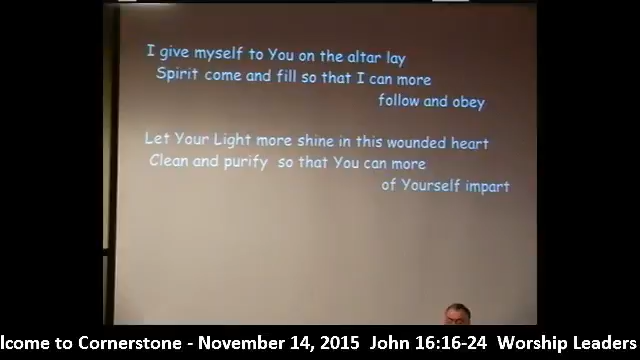 I give myself to You on the altar lay
Spirit come and fill so that I can more
follow and obey
Let Your Light more shine in this wounded heart
Clean and purify so that You can more
of Yourself impart
lcome to Cornerstone - November 14, 2015 John 16:16-24 Worship Leaders